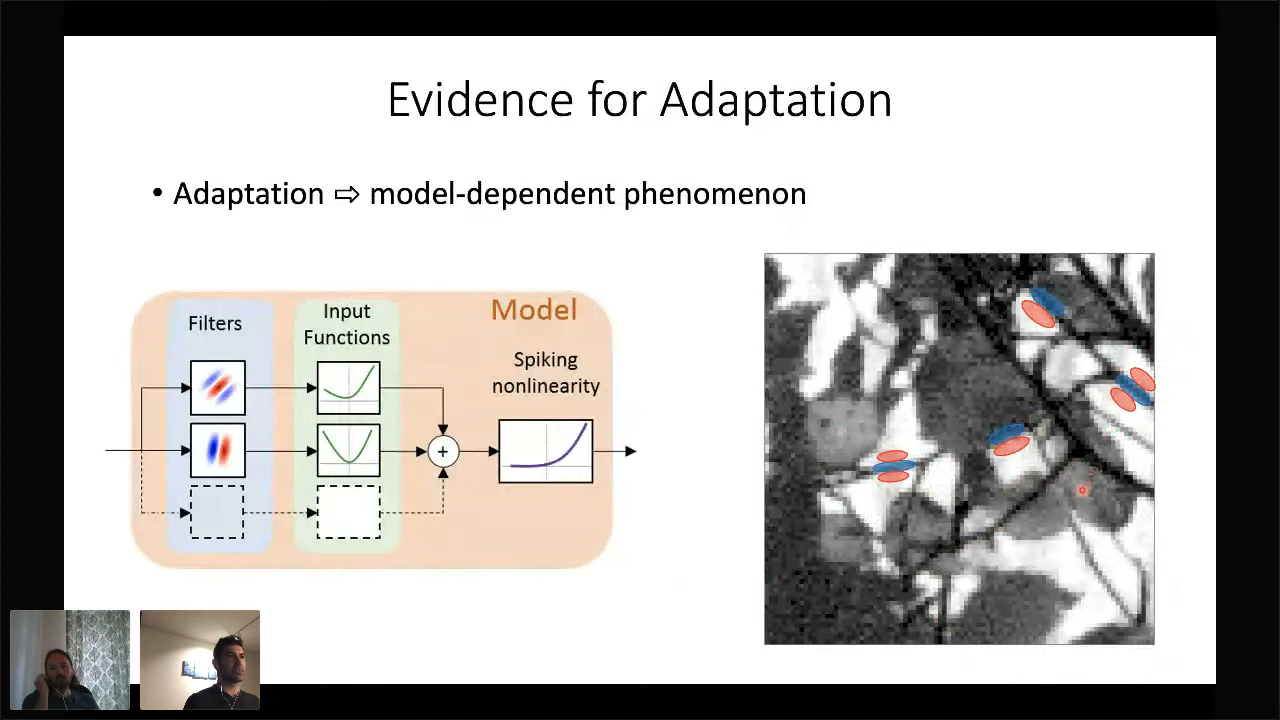 Evidence for Adaptation
• Adaptation ⇨ model-dependent phenomenon
Model
Filters
Input
Functions
Spiking
nonlinearity
+